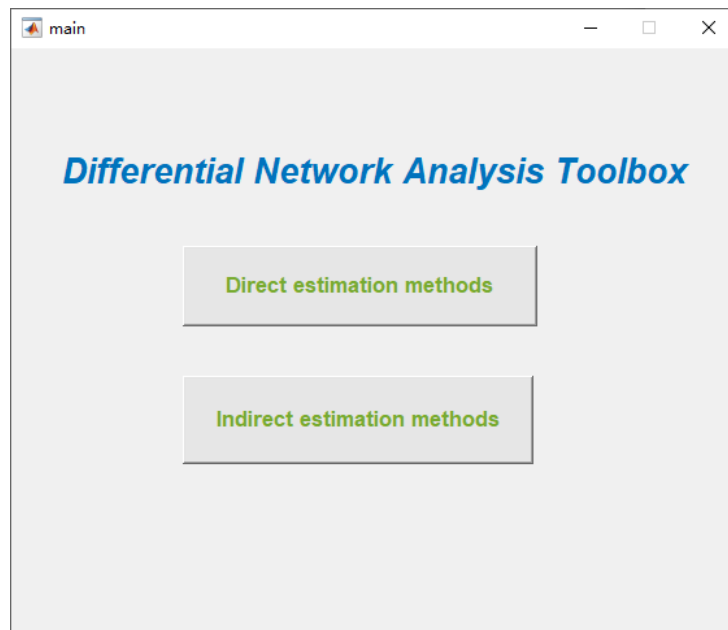 main
Differential Network Analysis Toolbox
Direct estimation methods
Indirect estimation methods